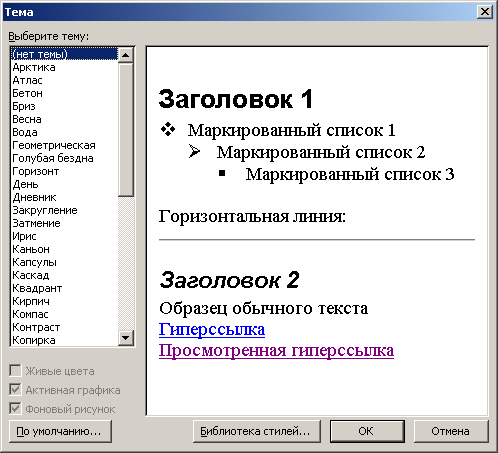 Тема
Выберите тему:
(нет темы)
Арктика
Атлас
Бетон
Бриз
Весна
Вода
Геометрическая
Голубая бездна
Горизонт
День
Дневник
Закругление
Затмение
Ирис
Каньон
Капсулы
Каскад
Квадрант
Кирпич
Компас
Контраст
Копирка
Живые цвета
Активная графика
Фоновый рисунок
Заголовок 1
Маркированный список 1
Маркированный список 2
Маркированный список 3
Горизонтальная линия:
Заголовок 2
Образец обычного текста
Гиперссылка
Просмотренная гиперссылка
По умолчанию...
Библиотека стилей...
ОК
Отмена